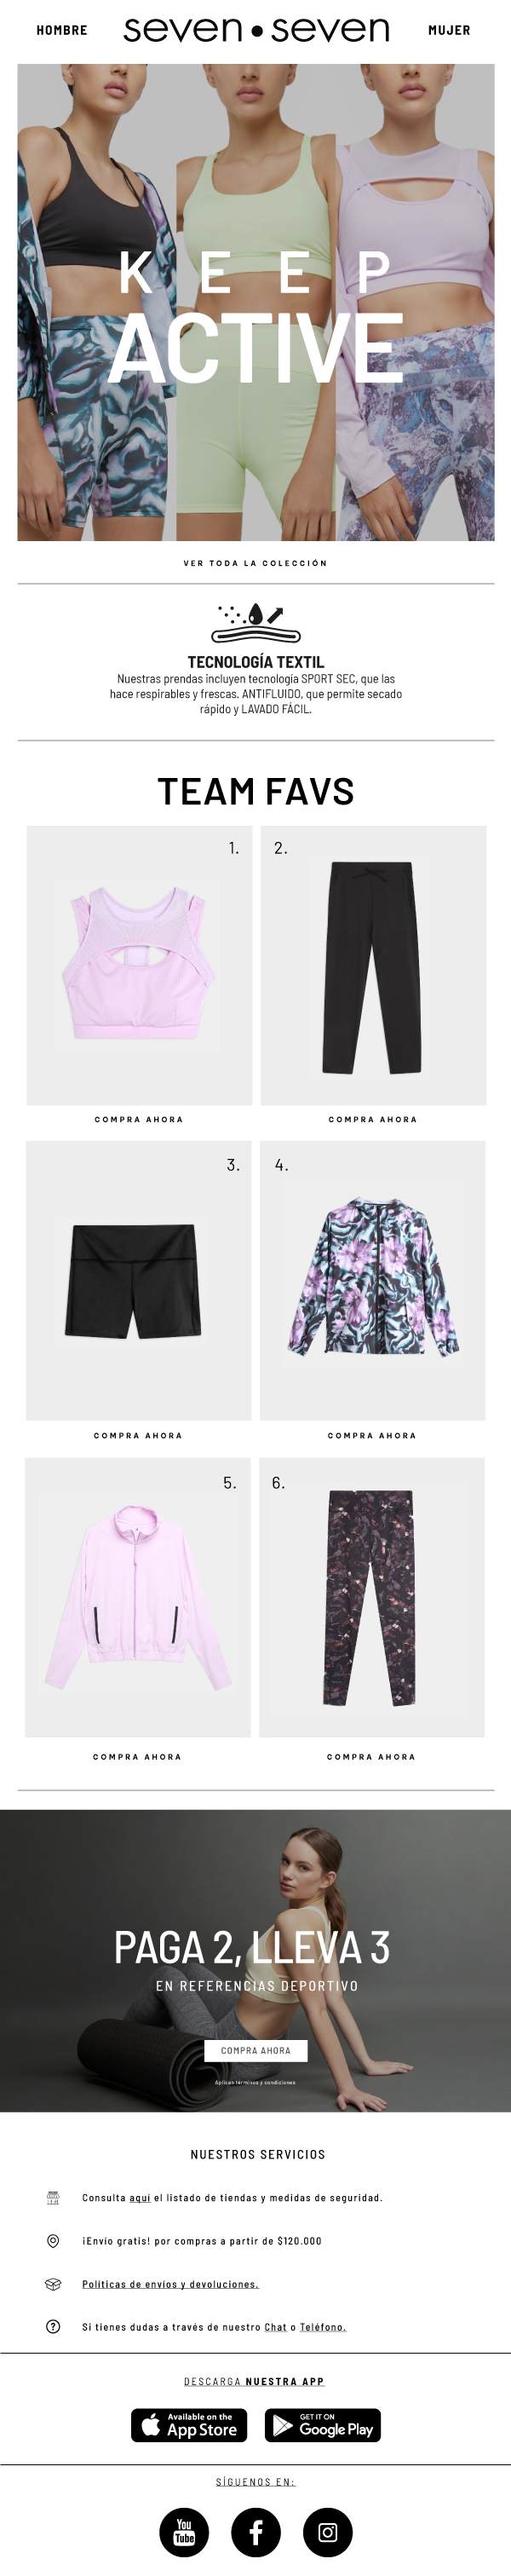 HOMBRE
seven • seven
MUJER
KEEP
ACTIVE
VER TODA LA COLECCIÓN
TECNOLOGÍA TEXTIL
Nuestras prendas incluyen tecnología SPORT SEC, que las
hace respirables y frescas. ANTIFLUIDO, que permite secado
rápido y LAVADO FÁCIL.
TEAM FAVS
1.
2.
COMPRA AHORA
COMPRA AHORA
3.
4.
COMPRA AHORA
COMPRA AHORA
5.
6.
COMPRA AHORA
COMPRA AHORA
PAGA 2, LLEVA 3
EN REFERENCIAS DEPORTIVO
COMPRA AHORA
Aplican términos y condiciones
NUESTROS SERVICIOS
Consulta aquí el listado de tiendas y medidas de seguridad.
¡Envío gratis! por compras a partir de $120.000
Políticas de envíos y devoluciones.
Si tienes dudas a través de nuestro Chat o Teléfono.
DESCARGA NUESTRA APP
Available on the
App Store
GET IT ON
Google Play
SÍGUENOS EN:
You
Tube